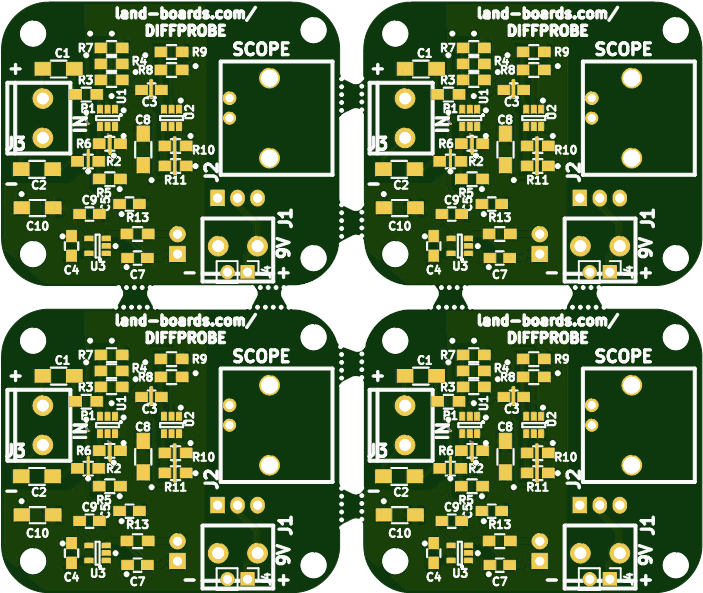 land-boards.com/
DIFFPROBE
R7 R9 SCOPE
C1 R4
+ R8
R3 C3
P1 U1 D2
IN C8
J3 R6 R10
R2 J2
- C2 R5 R11
C9 C5
C10 R13 J1
9V
C4 U3 C7 - +
land-boards.com/
DIFFPROBE
R7 R9 SCOPE
C1 R4
+ R8
R3 C3
P1 U1 D2
IN C8
J3 R6 R10
R2 J2
- C2 R5 R11
C9 C5
C10 R13 J1
9V
C4 U3 C7 - +
land-boards.com/
DIFFPROBE
R7 R9 SCOPE
C1 R4
+ R8
R3 C3
P1 U1 D2
IN C8
J3 R6 R10
R2 J2
- C2 R5 R11
C9 C5
C10 R13 J1
9V
C4 U3 C7 - +
land-boards.com/
DIFFPROBE
R7 R9 SCOPE
C1 R4
+ R8
R3 C3
P1 U1 D2
IN C8
J3 R6 R10
R2 J2
- C2 R5 R11
C9 C5
C10 R13 J1
9V
C4 U3 C7 - +